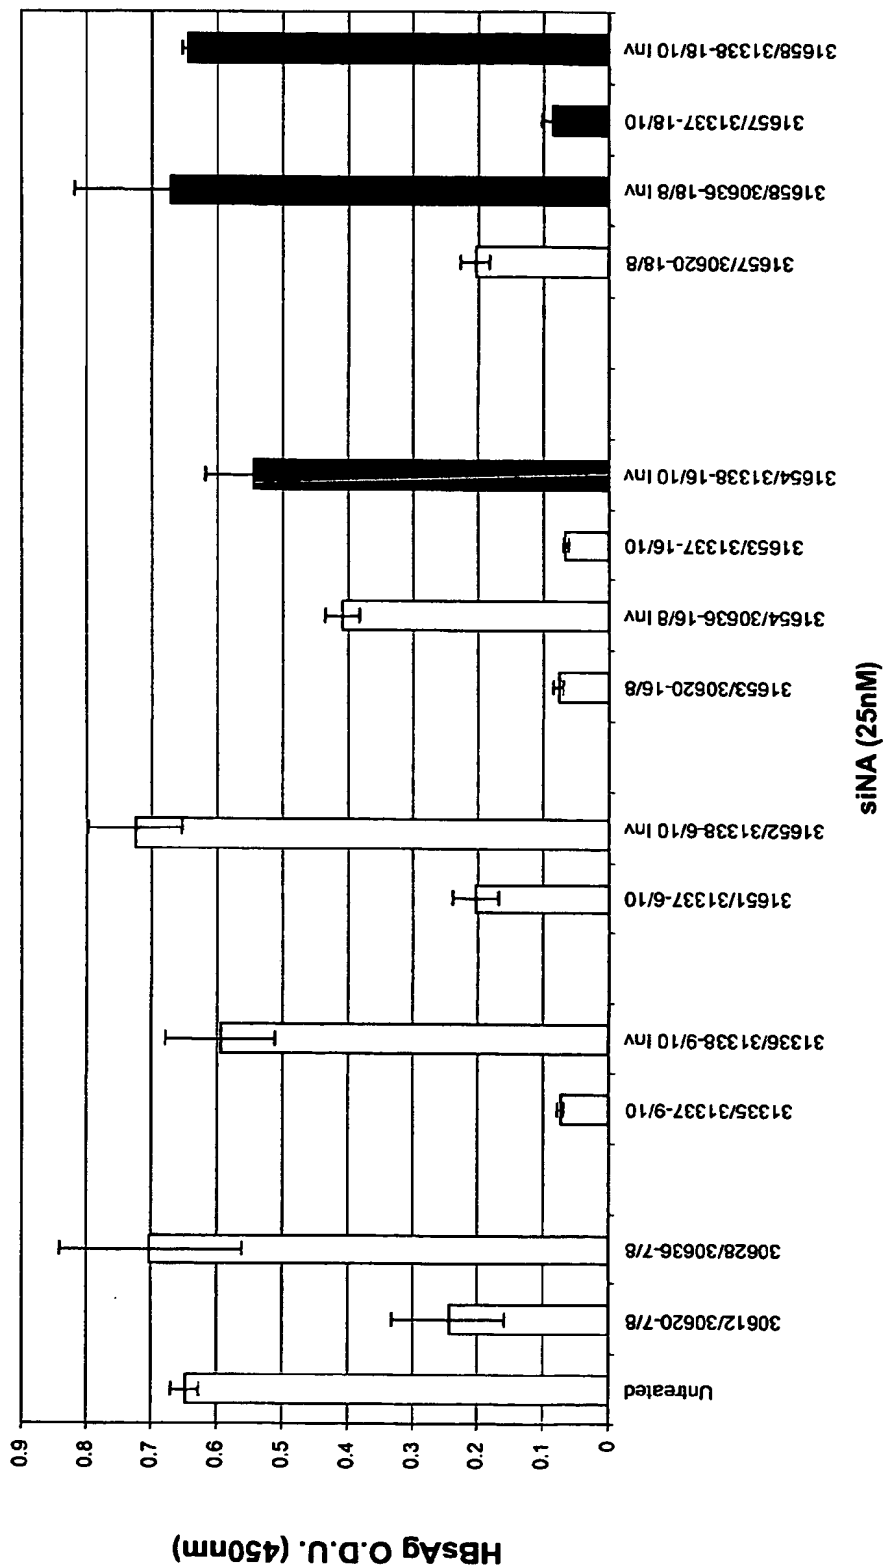 HBsAg O.D.U. (450nm)
0.9
0.8
0.7
0.6
0.5
0.4
0.3
0.2
0.1
0
Untreated
30612/30620-7/8
30628/30636-7/8
31335/31337-9/10
31336/31338-9/10 Inv
31651/31337-6/10
31652/31338-6/10 Inv
31653/30620-16/8
31654/30636-16/8 Inv
31653/31337-16/10
31654/31338-16/10 Inv
31657/30620-18/8
31658/30636-18/8 Inv
31657/31337-18/10
31658/31338-18/10 Inv
siNA (25nM)